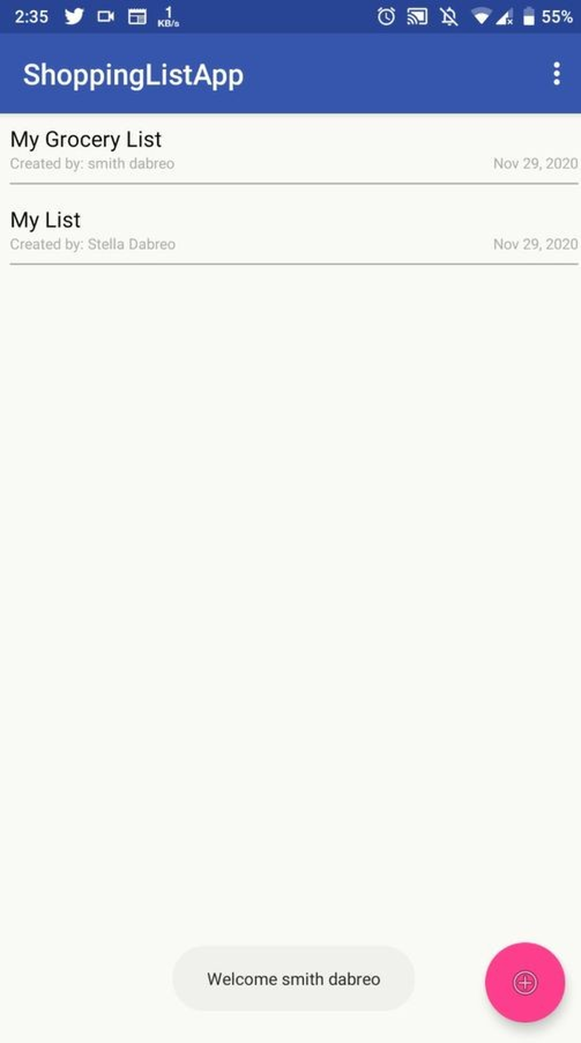 2:35 1 KB/s 55%
ShoppingListApp
My Grocery List
Created by: smith dabreo Nov 29, 2020
My List
Created by: Stella Dabreo Nov 29, 2020
Welcome smith dabreo